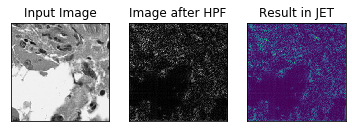 Input Image
Image after HPF
Result in JET